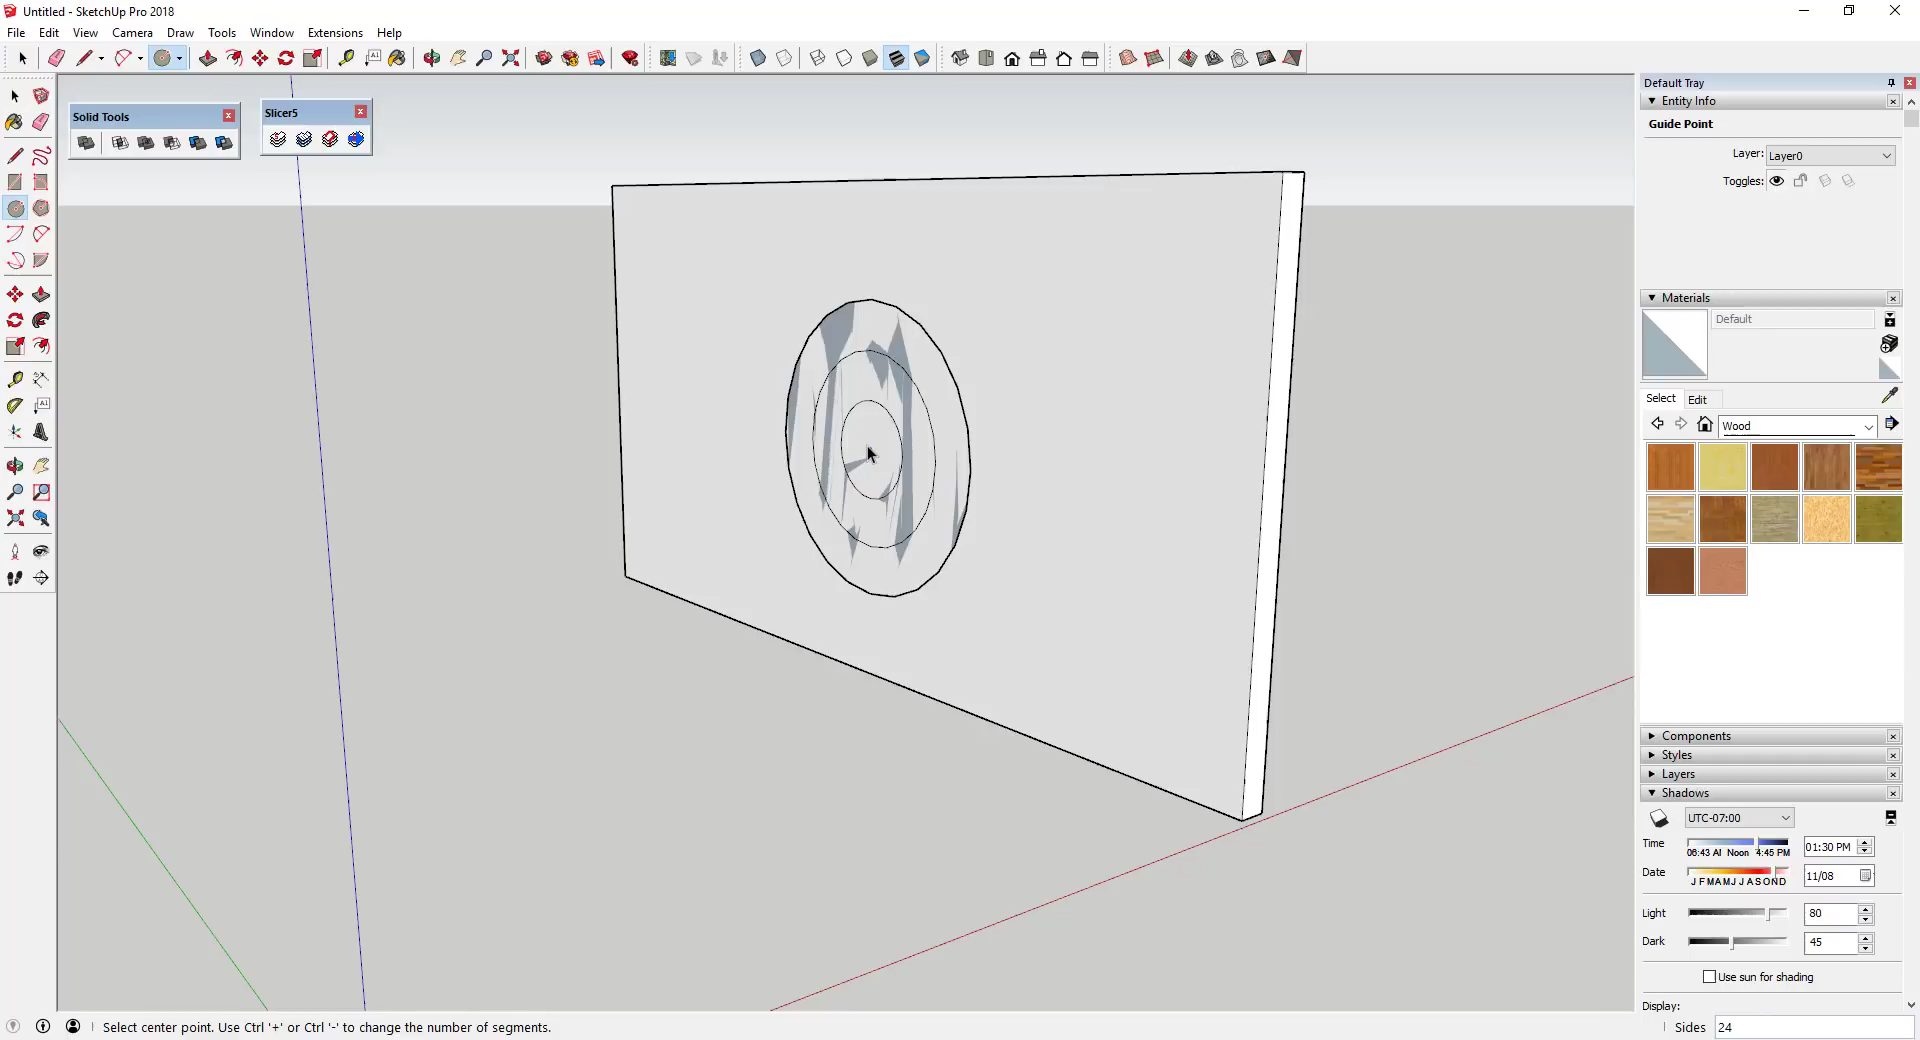 Untitled - SketchUp Pro 2018
File Edit View Camera Draw Tools Window Extensions Help
Default Tray
Entity Info
Guide Point
Layer: Layer0
Toggles:
Solid Tools
Slicer5
Materials
Default
Select Edit
Wood
Components
Styles
Layers
Shadows
UTC-07:00
Time
06:43 AI Noon 4:45 PM
01:30 PM
Date
J F M A M J J A S O N D
11/08
Light
80
Dark
45
Use sun for shading
Display:
Select center point. Use Ctrl '+' or Ctrl '-' to change the number of segments.
Sides 24